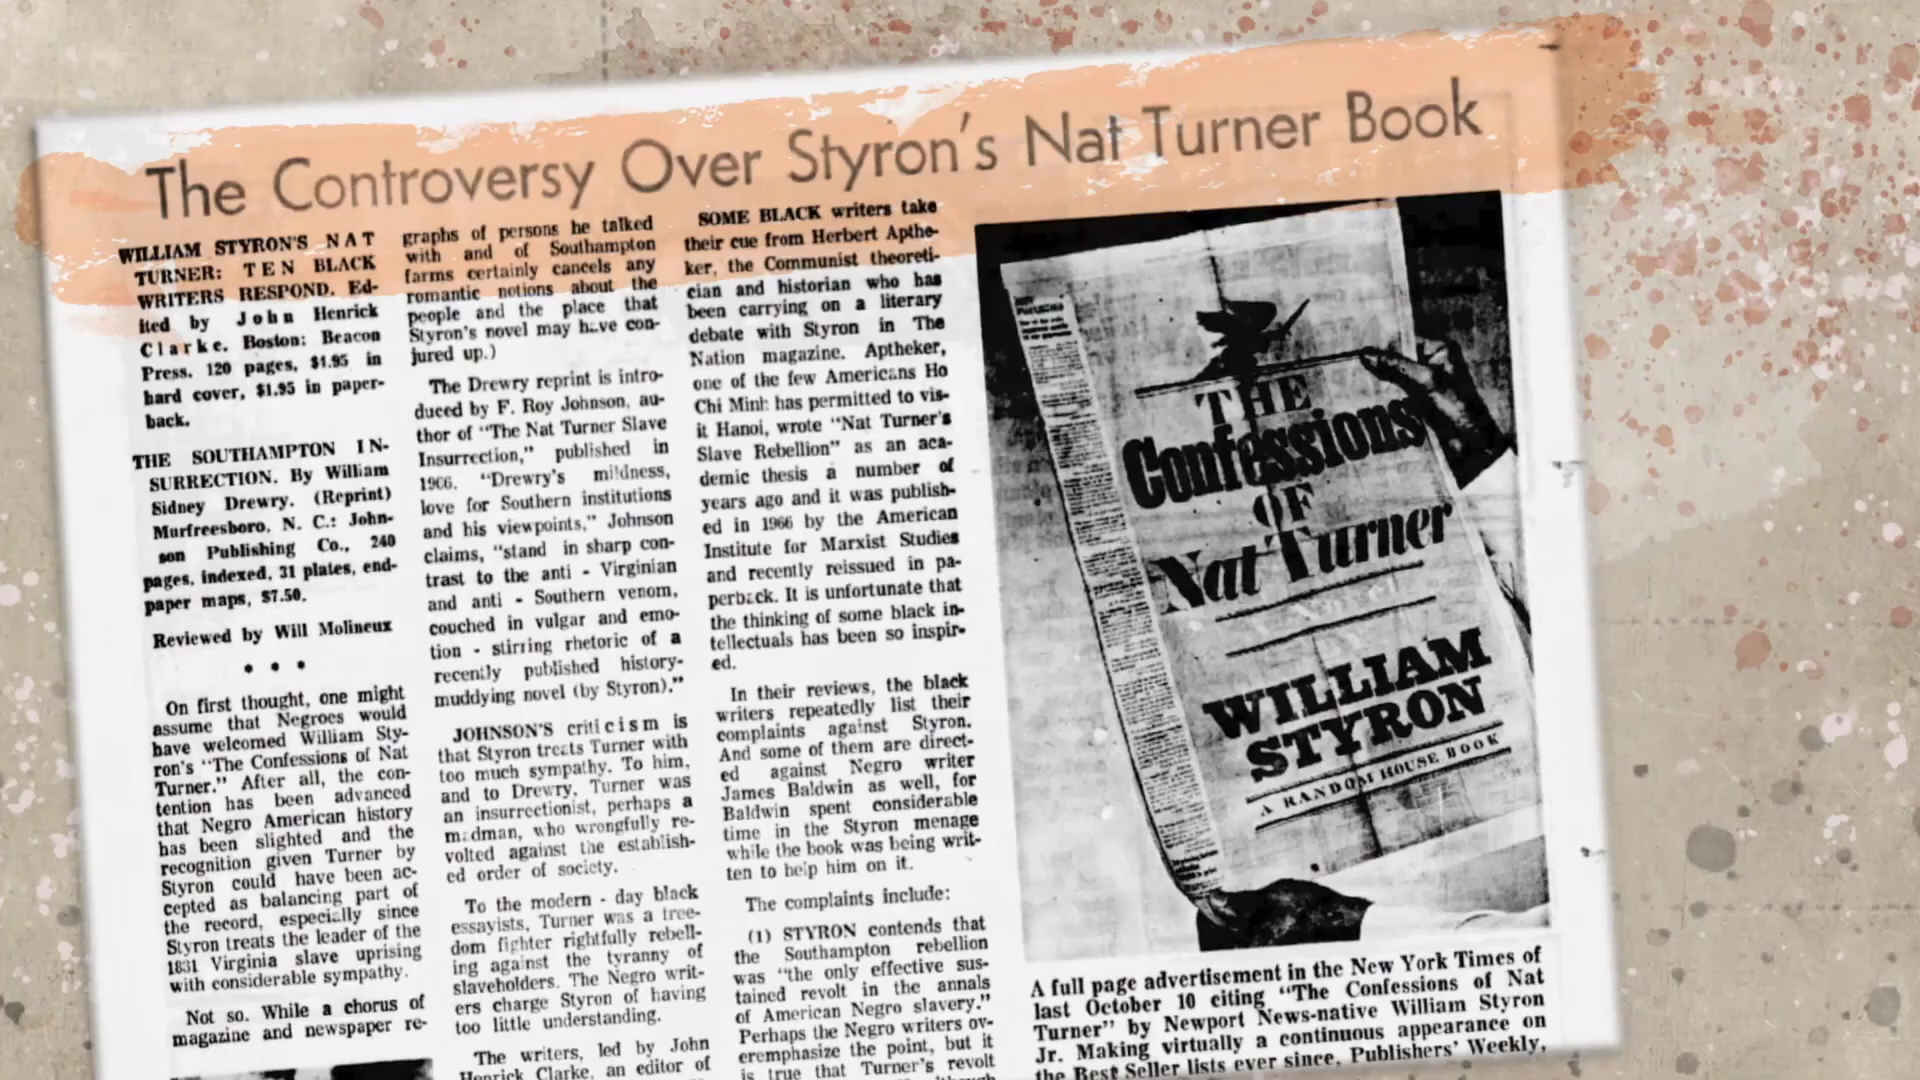 The Controversy Over Styron's Nat Turner Book
WILLIAM STYRON'S NAT
TURNER: TEN BLACK
WRITERS RESPOND. Ed-
ited by John Henrick
Clarke. Boston: Beacon
Press. 120 pages, $1.95 in
hard cover, $1.95 in paper-
back.
THE SOUTHAMPTON IN-
SURRECTION. By William
Sidney Drewry. (Reprint)
Murfreesboro, N. C.: John-
son Publishing Co., 240
pages, indexed, 31 plates, end-
paper maps, $7.50.
Reviewed by Will Molineux
• • •
On first thought, one might
assume that Negroes would
have welcomed William Sty-
ron's "The Confessions of Nat
Turner." After all, the con-
tention has been advanced
that Negro American history
has been slighted and the
recognition given Turner by
Styron could have been ac-
cepted as balancing part of
the record, especially since
Styron treats the leader of the
1831 Virginia slave uprising
with considerable sympathy.
Not so. While a chorus of
magazine and newspaper re-
graphs of persons he talked
with and of Southampton
farms certainly cancels any
romantic notions about the
people and the place that
Styron's novel may have con-
jured up.)
The Drewry reprint is intro-
duced by F. Roy Johnson, au-
thor of "The Nat Turner Slave
Insurrection," published in
1966. "Drewry's mildness,
love for Southern institutions
and his viewpoints," Johnson
claims, "stand in sharp con-
trast to the anti - Virginian
and anti - Southern venom,
couched in vulgar and emo-
tion - stirring rhetoric of a
recently published history-
muddying novel (by Styron)."
JOHNSON'S criticism is
that Styron treats Turner with
too much sympathy. To him,
and to Drewry, Turner was
an insurrectionist, perhaps a
madman, who wrongfully re-
volted against the establish-
ed order of society.
To the modern - day black
essayists, Turner was a free-
dom fighter rightfully rebell-
ing against the tyranny of
slaveholders. The Negro writ-
ers charge Styron of having
too little understanding.
The writers, led by John
Henrick Clarke, an editor of
SOME BLACK writers take
their cue from Herbert Apthe-
ker, the Communist theoreti-
cian and historian who has
been carrying on a literary
debate with Styron in The
Nation magazine. Aptheker,
one of the few Americans Ho
Chi Minh has permitted to vis-
it Hanoi, wrote "Nat Turner's
Slave Rebellion" as an aca-
demic thesis a number of
years ago and it was publish-
ed in 1966 by the American
Institute for Marxist Studies
and recently reissued in pa-
perback. It is unfortunate that
the thinking of some black in-
tellectuals has been so inspir-
ed.
In their reviews, the black
writers repeatedly list their
complaints against Styron.
And some of them are direct-
ed against Negro writer
James Baldwin as well, for
Baldwin spent considerable
time in the Styron menage
while the book was being writ-
ten to help him on it.
The complaints include:
(1) STYRON contends that
the Southampton rebellion
was "the only effective sus-
tained revolt in the annals
of American Negro slavery."
Perhaps the Negro writers ov-
eremphasize the point, but it
is true that Turner's revolt
THE
Confessions
OF
Nat Turner
WILLIAM
STYRON
A RANDOM HOUSE BOOK
A full page advertisement in the New York Times of
last October 10 citing "The Confessions of Nat
Turner" by Newport News-native William Styron
Jr. Making virtually a continuous appearance on
the Best Seller lists ever since, Publishers' Weekly,